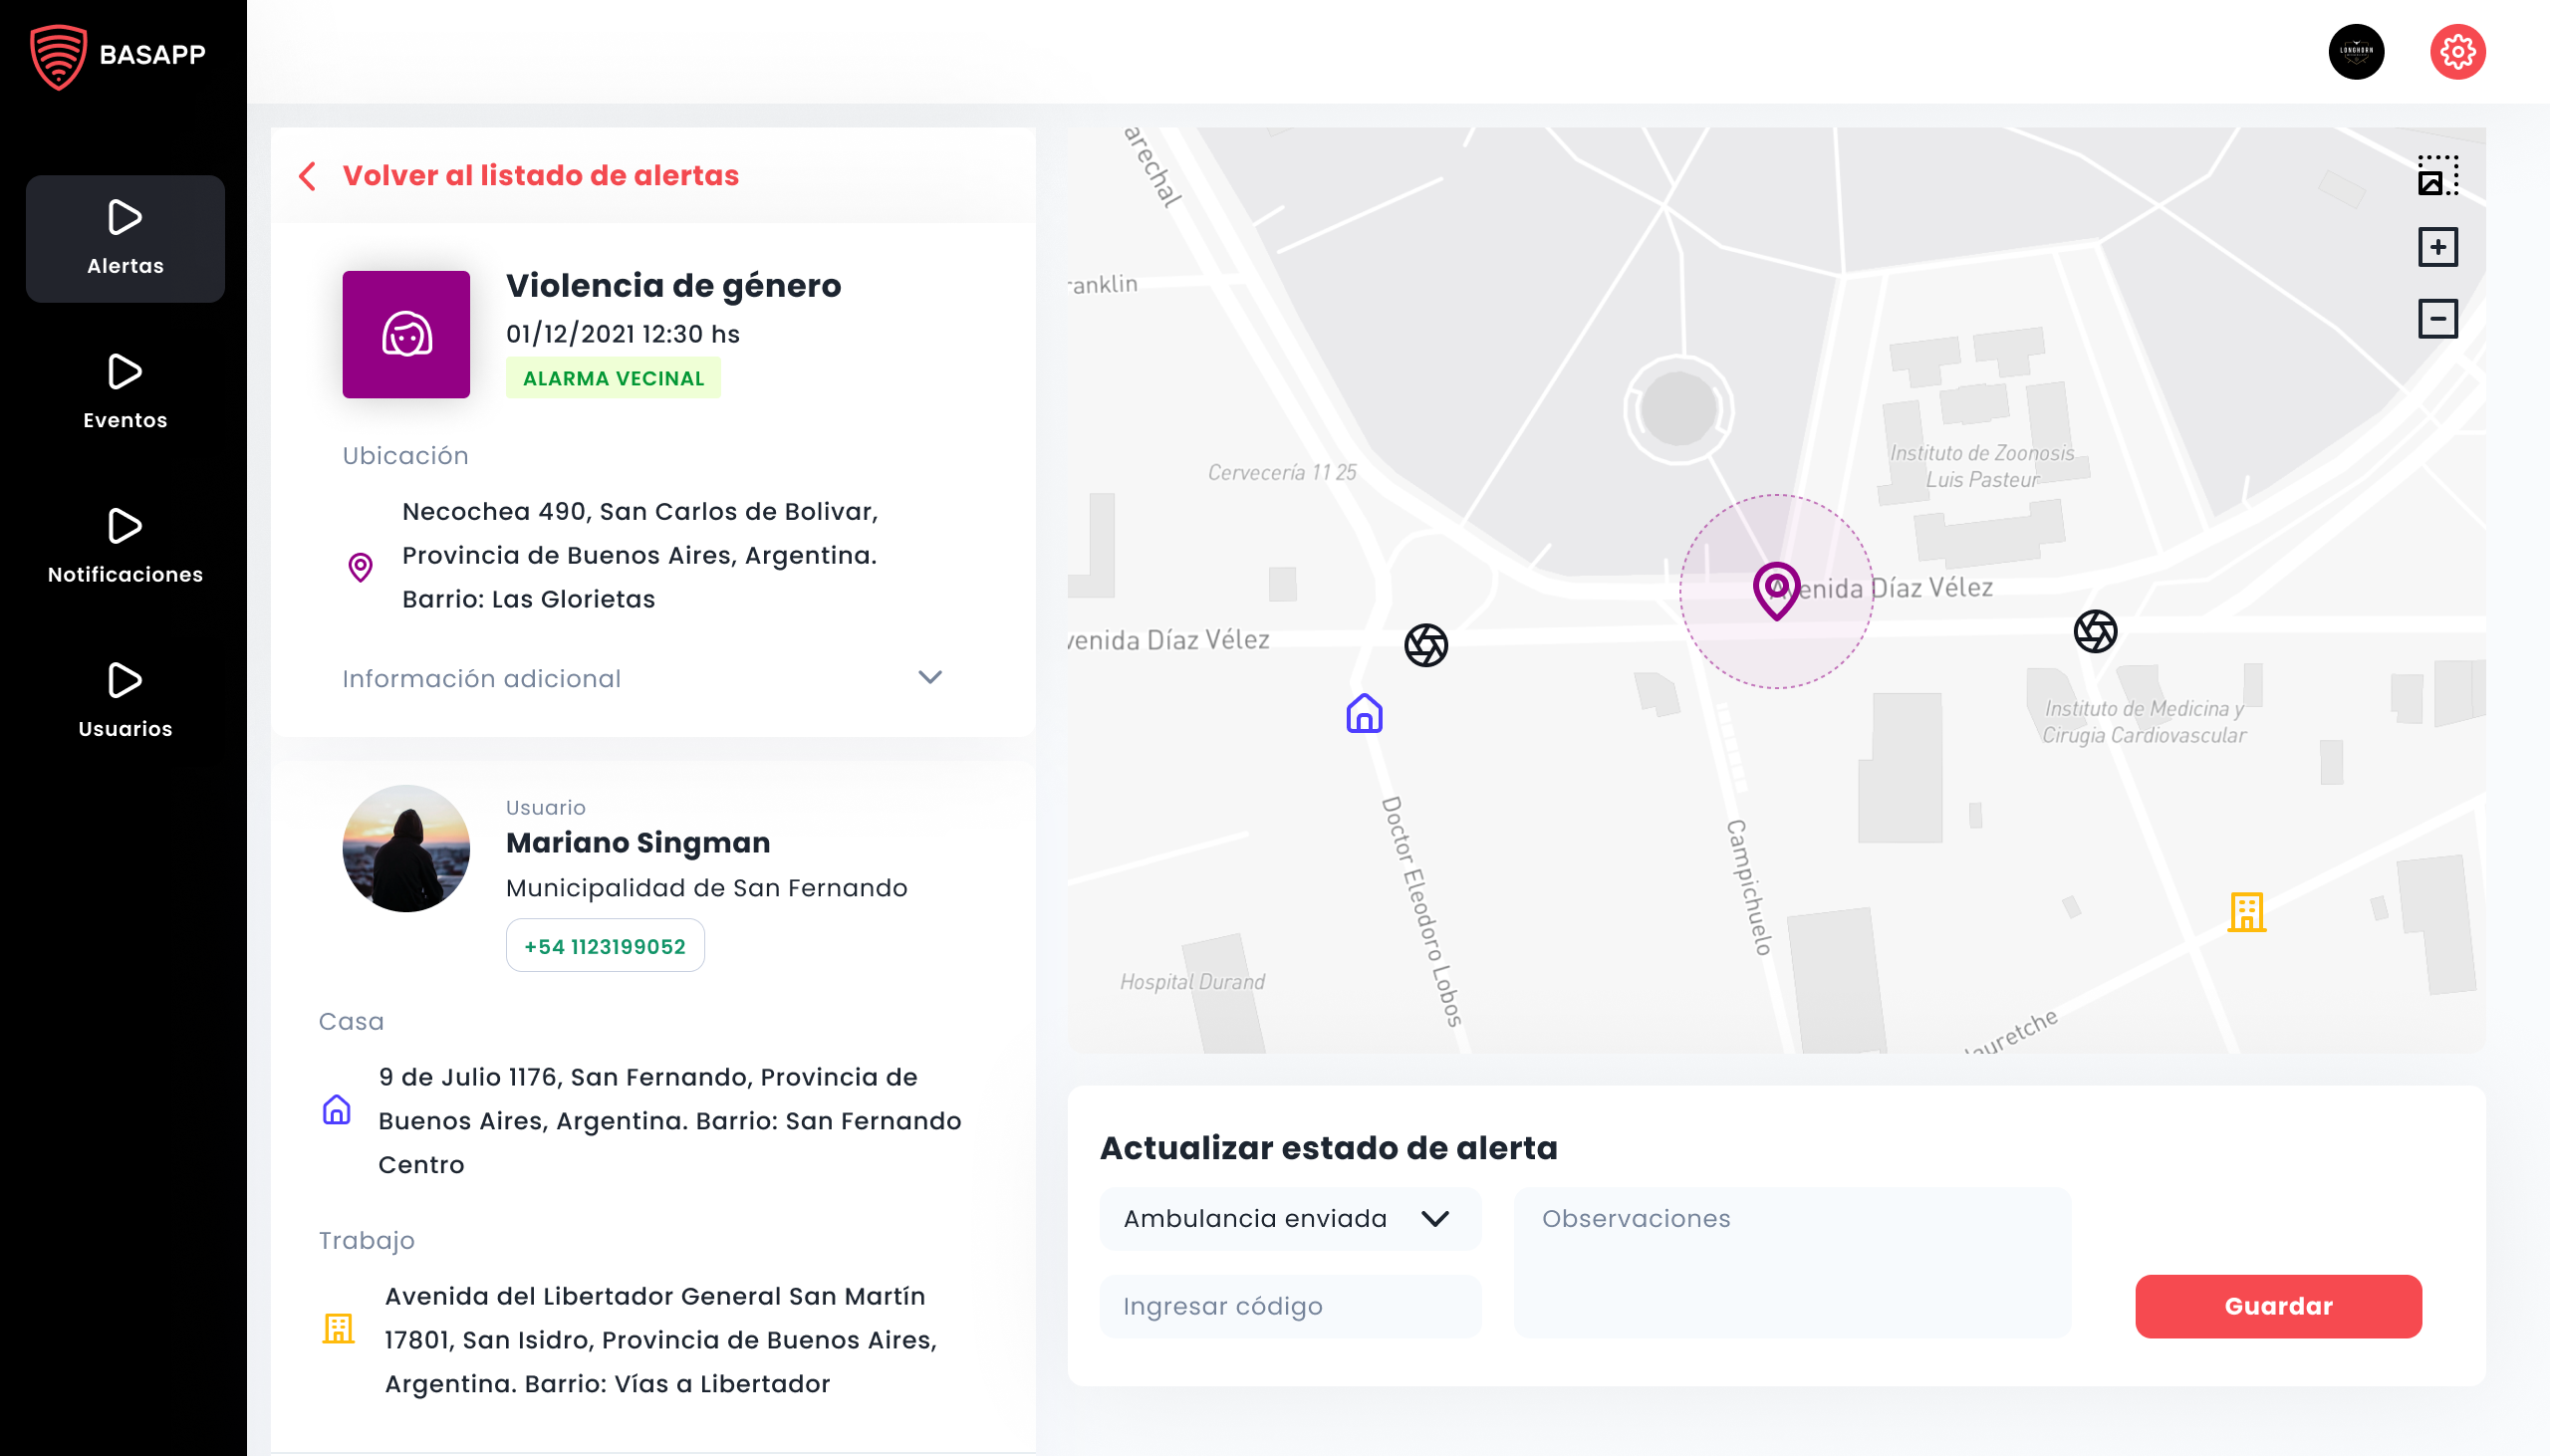 BASAPP
LONGHORN
Alertas
Eventos
Notificaciones
Usuarios
Volver al listado de alertas
Violencia de género
01/12/2021 12:30 hs
ALARMA VECINAL
Ubicación
Necochea 490, San Carlos de Bolivar,
Provincia de Buenos Aires, Argentina.
Barrio: Las Glorietas
Información adicional
Usuario
Mariano Singman
Municipalidad de San Fernando
+54 1123199052
Casa
9 de Julio 1176, San Fernando, Provincia de
Buenos Aires, Argentina. Barrio: San Fernando
Centro
Trabajo
Avenida del Libertador General San Martín
17801, San Isidro, Provincia de Buenos Aires,
Argentina. Barrio: Vías a Libertador
arechal
ranklin
Cervecería 11 25
Instituto de Zoonosis
Luis Pasteur
Avenida Díaz Vélez
venida Díaz Vélez
Instituto de Medicina y
Cirugia Cardiovascular
Doctor Eleodoro Lobos
Campichuelo
Hospital Durand
Jauretche
Actualizar estado de alerta
Ambulancia enviada
Observaciones
Ingresar código
Guardar